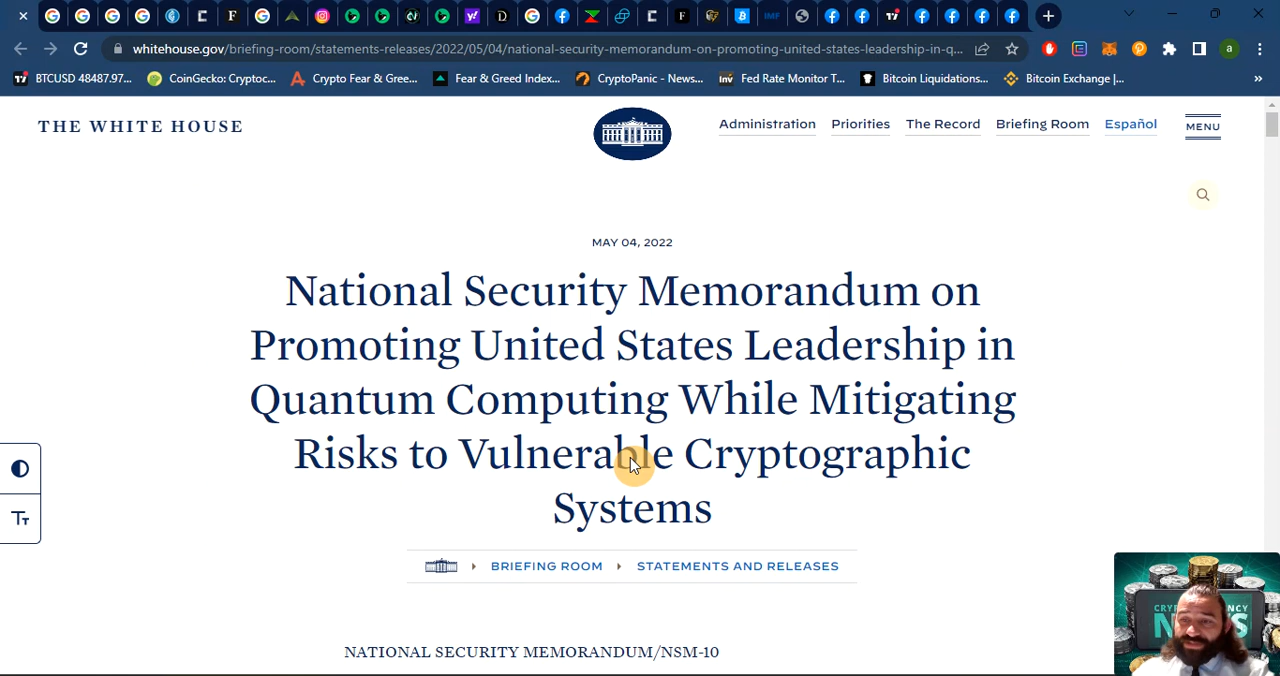 whitehouse.gov/briefing-room/statements-releases/2022/05/04/national-security-memorandum-on-promoting-united-states-leadership-in-q...
BTCUSD 48487.97...
CoinGecko: Cryptoc...
Crypto Fear & Gree...
Fear & Greed Index...
CryptoPanic - News...
Fed Rate Monitor T...
Bitcoin Liquidations...
Bitcoin Exchange |...
THE WHITE HOUSE
Administration
Priorities
The Record
Briefing Room
Español
MENU
MAY 04, 2022
National Security Memorandum on
Promoting United States Leadership in
Quantum Computing While Mitigating
Risks to Vulnerable Cryptographic
Systems
BRIEFING ROOM
STATEMENTS AND RELEASES
NATIONAL SECURITY MEMORANDUM/NSM-10